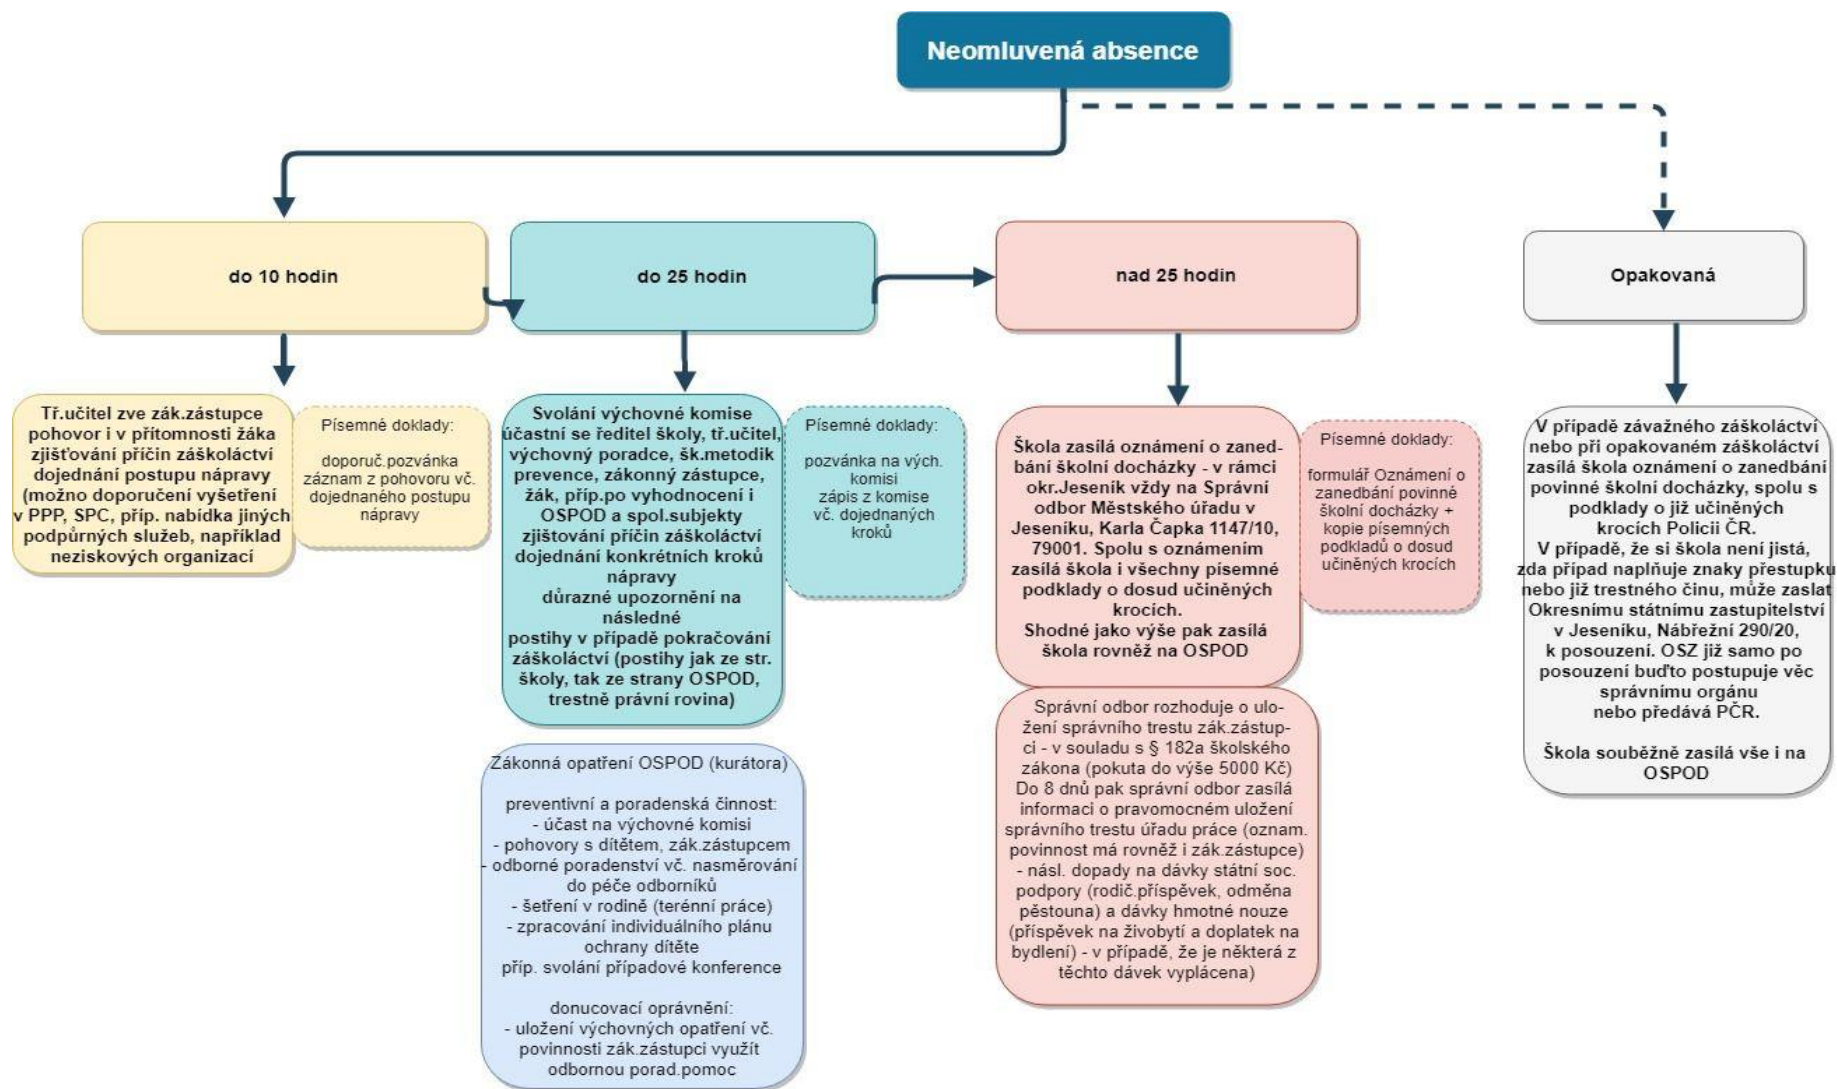 Neomluvená absence
do 10 hodin
do 25 hodin
nad 25 hodin
Opakovaná
Tř.učitel zve zák.zástupce
pohovor i v přítomnosti žáka
zjišťování příčin záškoláctví
dojednání postupu nápravy
(možno doporučení vyšetření
v PPP, SPC, příp. nabídka jiných
podpůrných služeb, například
neziskových organizací
Písemné doklady:
doporuč.pozvánka
záznam z pohovoru vč.
dojednaného postupu
nápravy
Svolání výchovné komise
účastní se ředitel školy, tř.učitel,
výchovný poradce, šk.metodik
prevence, zákonný zástupce,
žák, příp.po vyhodnocení i
OSPOD a spol.subjekty
zjištování příčin záškoláctví
dojednání konkrétních kroků
nápravy
důrazné upozornění na
následné
postihy v případě pokračování
záškoláctví (postihy jak ze str.
školy, tak ze strany OSPOD,
trestně právní rovina)
Písemné doklady:
pozvánka na vých.
komisi
zápis z komise
vč. dojednaných
kroků
Zákonná opatření OSPOD (kurátora)
preventivní a poradenská činnost:
- účast na výchovné komisi
- pohovory s dítětem, zák.zástupcem
- odborné poradenství vč. nasměrování
do péče odborníků
- šetření v rodině (terénní práce)
- zpracování individuálního plánu
ochrany dítěte
příp. svolání případové konference
donucovací oprávnění:
- uložení výchovných opatření vč.
povinnosti zák.zástupci využít
odbornou porad.pomoc
Škola zasílá oznámení o zaned-
bání školní docházky - v rámci
okr.Jeseník vždy na Správní
odbor Městského úřadu v
Jeseníku, Karla Čapka 1147/10,
79001. Spolu s oznámením
zasílá škola i všechny písemné
podklady o dosud učiněných
krocích.
Shodné jako výše pak zasílá
škola rovněž na OSPOD
Písemné doklady:
formulář Oznámení o
zanedbání povinné
školní docházky +
kopie písemných
podkladů o dosud
učiněných krocích
Správní odbor rozhoduje o ulo-
žení správního trestu zák.zástup-
ci - v souladu s § 182a školského
zákona (pokuta do výše 5000 Kč)
Do 8 dnů pak správní odbor zasílá
informaci o pravomocném uložení
správního trestu úřadu práce (oznam.
povinnost má rovněž i zák.zástupce)
- násl. dopady na dávky státní soc.
podpory (rodič.příspěvek, odměna
pěstouna) a dávky hmotné nouze
(příspěvek na živobytí a doplatek na
bydlení) - v případě, že je některá z
těchto dávek vyplácena)
V případě závažného záškoláctví
nebo při opakovaném záškoláctví
zasílá škola oznámení o zanedbání
povinné školní docházky, spolu s
podklady o již učiněných
krocích Policii ČR.
V případě, že si škola není jistá,
zda případ naplňuje znaky přestupku
nebo již trestného činu, může zaslat
Okresnímu státnímu zastupitelství
v Jeseníku, Nábřežní 290/20,
k posouzení. OSZ již samo po
posouzení buďto postupuje věc
správnímu orgánu
nebo předává PČR.
Škola souběžně zasílá vše i na
OSPOD